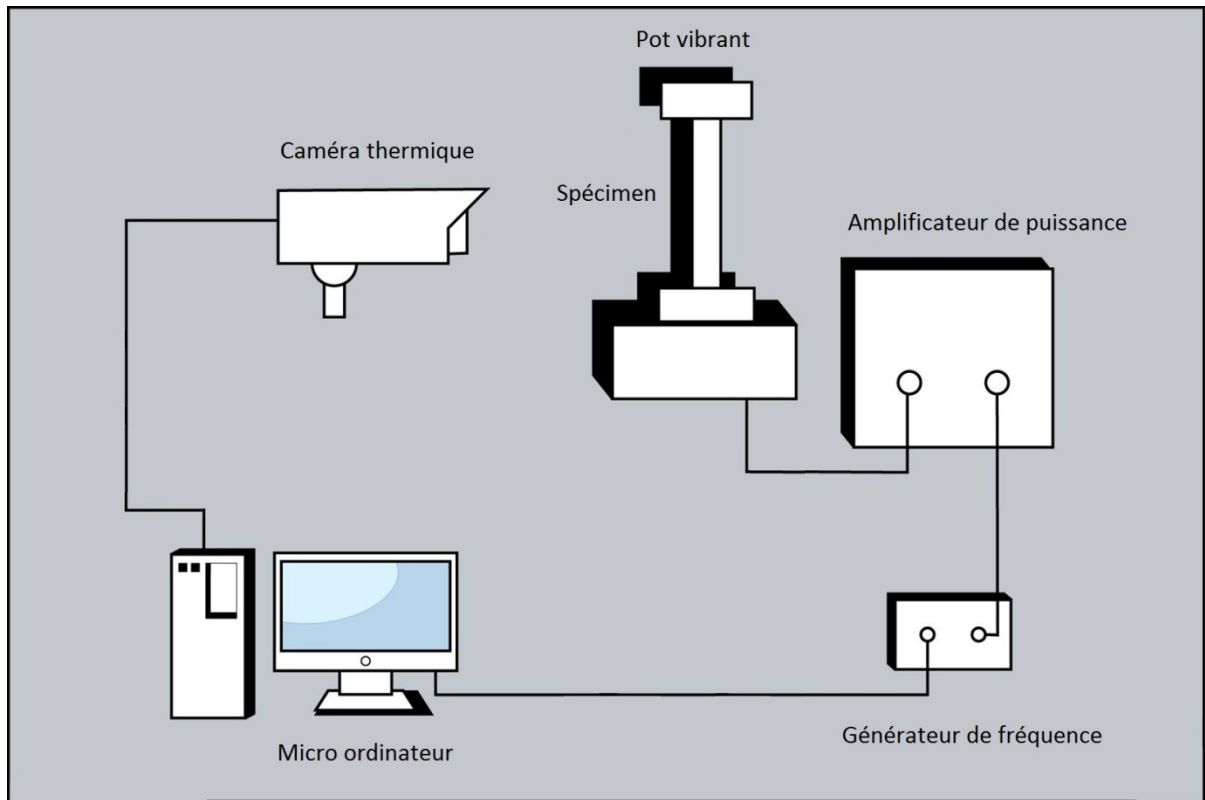 Pot vibrant
Caméra thermique
Spécimen
Amplificateur de puissance
Générateur de fréquence
Micro ordinateur